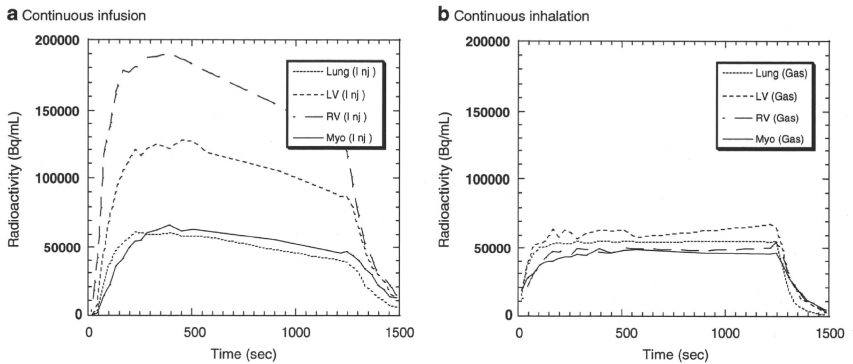 a Continuous infusion
200000
150000
100000
50000
0
Radioactivity (Bq/mL)
0
500
1000
1500
Time (sec)
Lung (I nj )
LV (I nj )
RV (I nj )
Myo (I nj )
b Continuous inhalation
200000
150000
100000
50000
0
Radioactivity (Bq/mL)
0
500
1000
1500
Time (sec)
Lung (Gas)
LV (Gas)
RV (Gas)
Myo (Gas)